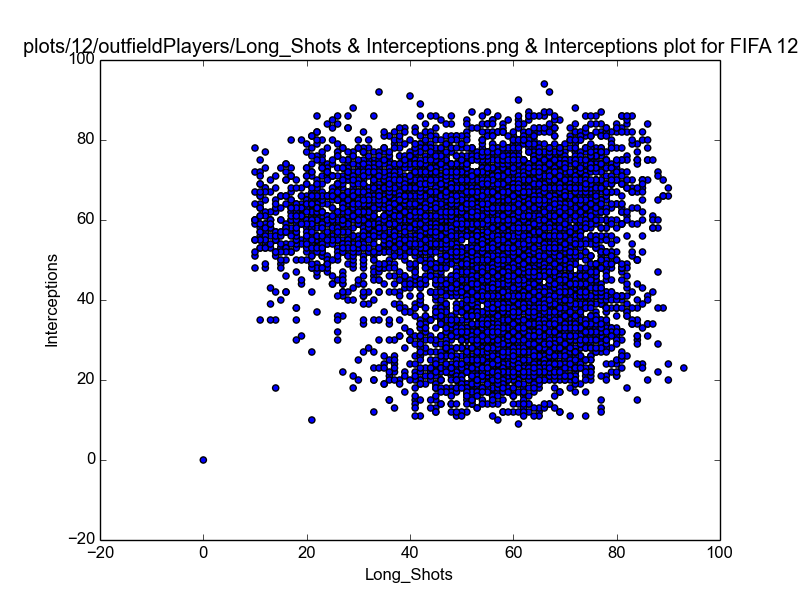 plots/12/outfieldPlayers/Long_Shots & Interceptions.png & Interceptions plot for FIFA 12
100
80
60
40
20
0
−20
−20 0 20 40 60 80 100
Interceptions
Long_Shots